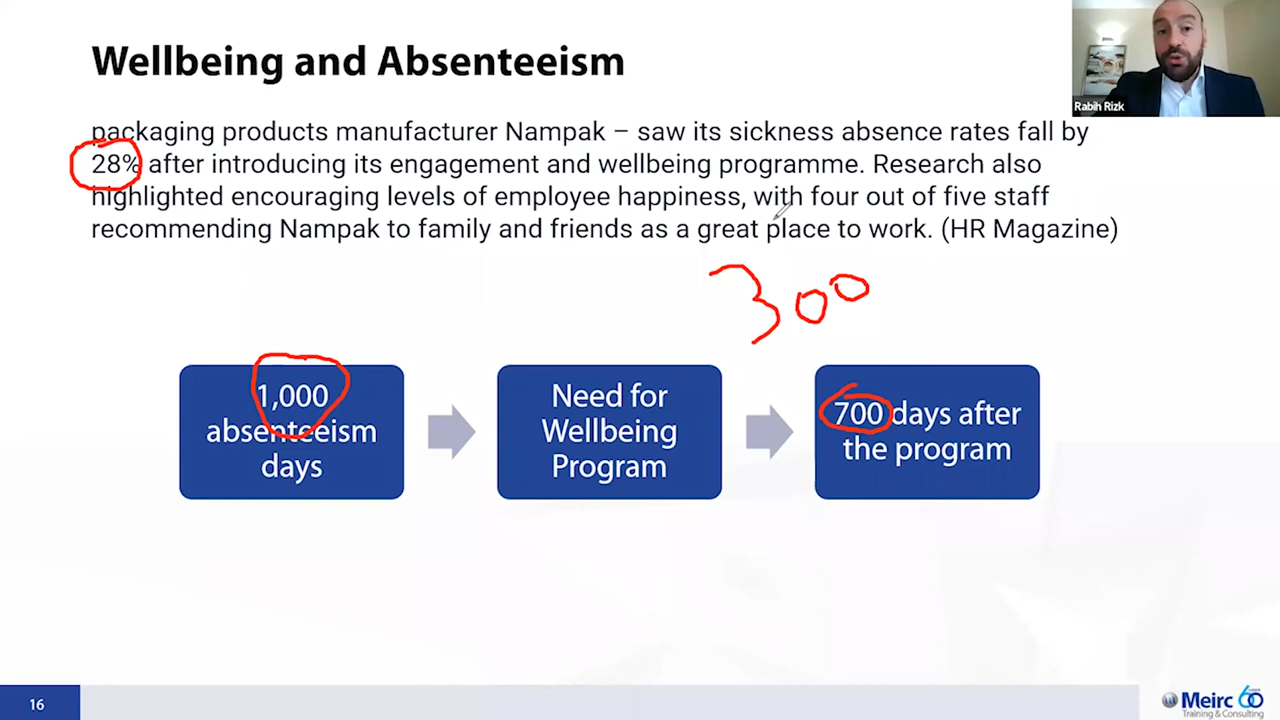 Wellbeing and Absenteeism
Rabih Rizk
packaging products manufacturer Nampak – saw its sickness absence rates fall by
28% after introducing its engagement and wellbeing programme. Research also
highlighted encouraging levels of employee happiness, with four out of five staff
recommending Nampak to family and friends as a great place to work. (HR Magazine)
300
1,000
absenteeism
days
Need for
Wellbeing
Program
700 days after
the program
16
Meirc 60
Training & Consulting